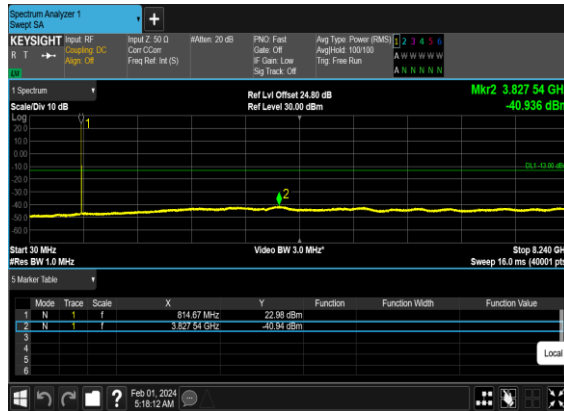 Spectrum Analyzer 1
Swept SA
KEYSIGHT Input: RF Input Z: 50 Ω #Atten: 20 dB PNO: Fast Avg Type: Power (RMS) 1 2 3 4 5 6
R T Coupling: DC Corr CCorr Gate: Off Avg|Hold: 100/100 A W W W W W
Align: Off Freq Ref: Int (S) IF Gain: Low Trig: Free Run
LW Sig Track: Off A N N N N N
1 Spectrum Ref Lvl Offset 24.80 dB Mkr2 3.827 54 GH
Scale/Div 10 dB Ref Level 30.00 dBm -40.936 dBr
Log
20.0 1
10.0
0.00
-10.0 DL1 -13.00 dBr
-20.0
-30.0
-40.0 2
-50.0
-60.0
Start 30 MHz Video BW 3.0 MHz* Stop 8.240 GH
#Res BW 1.0 MHz Sweep 16.0 ms (40001 pts
5 Marker Table
Mode Trace Scale X Y Function Function Width Function Value
1 N 1 f 814.67 MHz 22.98 dBm
2 N 1 f 3.827 54 GHz -40.94 dBm
3
4
5
6
Local
Feb 01, 2024
5:18:12 AM